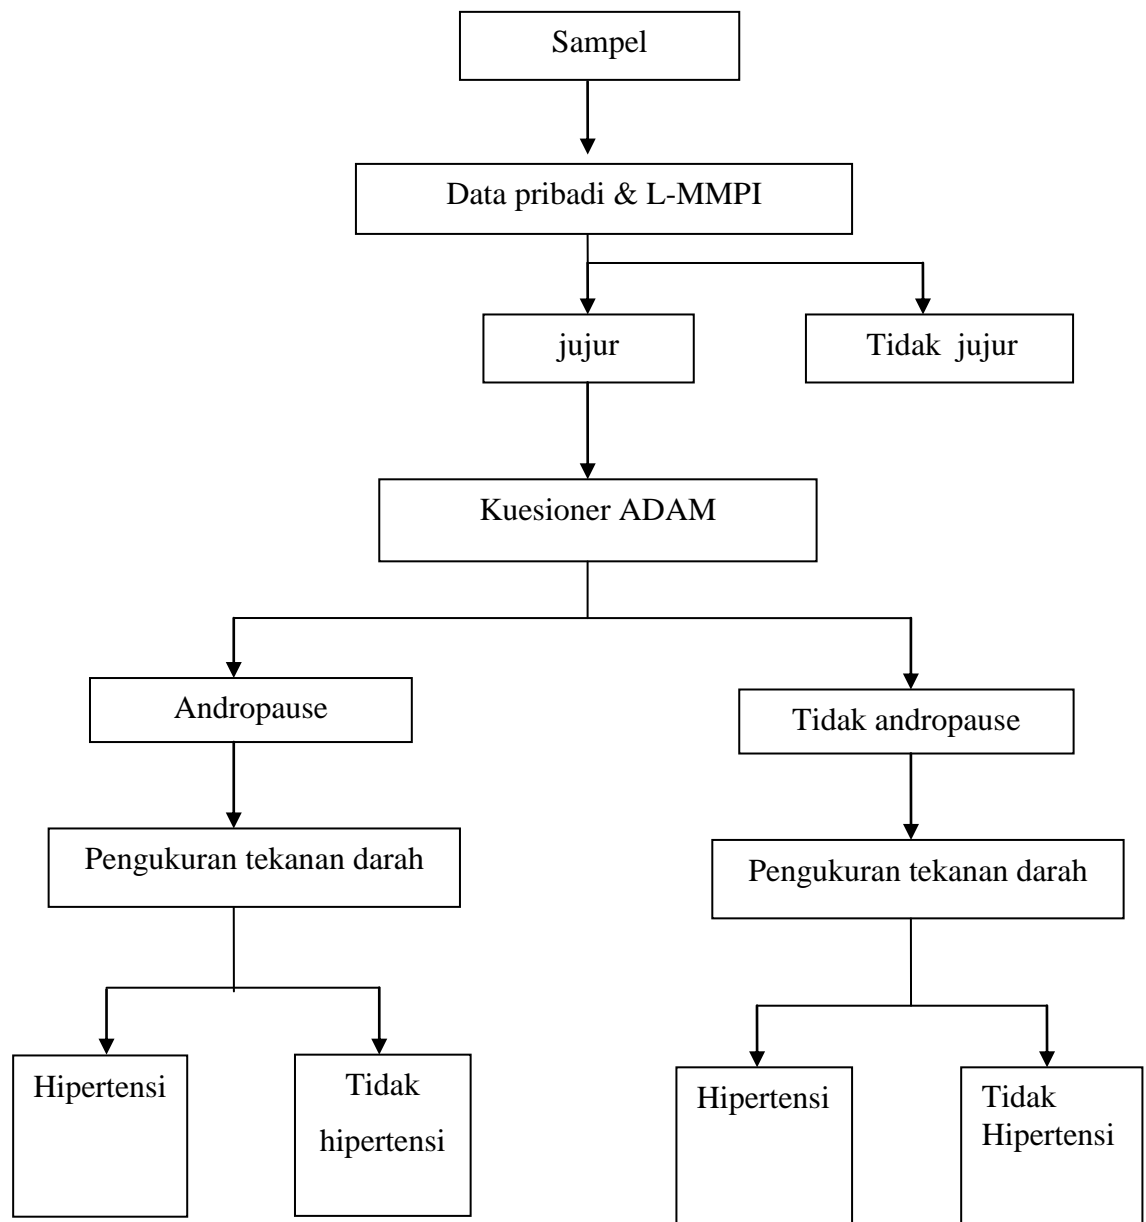 Sampel
Data pribadi & L-MMPI
jujur
Tidak jujur
Kuesioner ADAM
Andropause
Tidak andropause
Pengukuran tekanan darah
Pengukuran tekanan darah
Hipertensi
Tidak
hipertensi
Hipertensi
Tidak
Hipertensi